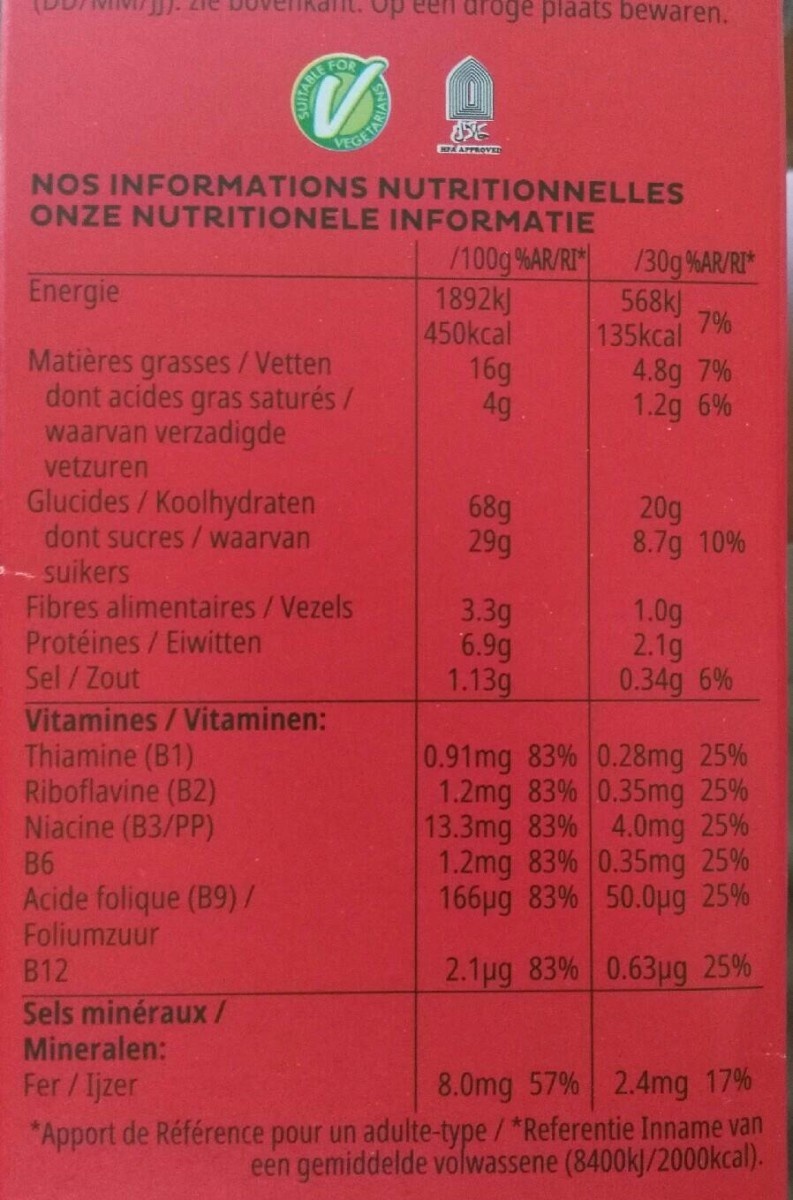 (DD/MM/JJ): zie bovenkant. Op een droge plaats bewaren.
SUITABLE FOR
V
VEGETARIANS
HFA APPROVED
NOS INFORMATIONS NUTRITIONNELLES
ONZE NUTRITIONELE INFORMATIE
/100g %AR/RI* /30g %AR/RI*
Energie 1892kJ 568kJ
450kcal 135kcal 7%
Matières grasses / Vetten 16g 4.8g 7%
dont acides gras saturés / 4g 1.2g 6%
waarvan verzadigde
vetzuren
Glucides / Koolhydraten 68g 20g
dont sucres / waarvan 29g 8.7g 10%
suikers
Fibres alimentaires / Vezels 3.3g 1.0g
Protéines / Eiwitten 6.9g 2.1g
Sel / Zout 1.13g 0.34g 6%
Vitamines / Vitaminen:
Thiamine (B1) 0.91mg 83% 0.28mg 25%
Riboflavine (B2) 1.2mg 83% 0.35mg 25%
Niacine (B3/PP) 13.3mg 83% 4.0mg 25%
B6 1.2mg 83% 0.35mg 25%
Acide folique (B9) / 166µg 83% 50.0µg 25%
Foliumzuur
B12 2.1µg 83% 0.63µg 25%
Sels minéraux /
Mineralen:
Fer / Ijzer 8.0mg 57% 2.4mg 17%
*Apport de Référence pour un adulte-type / *Referentie Inname van
een gemiddelde volwassene (8400kJ/2000kcal).